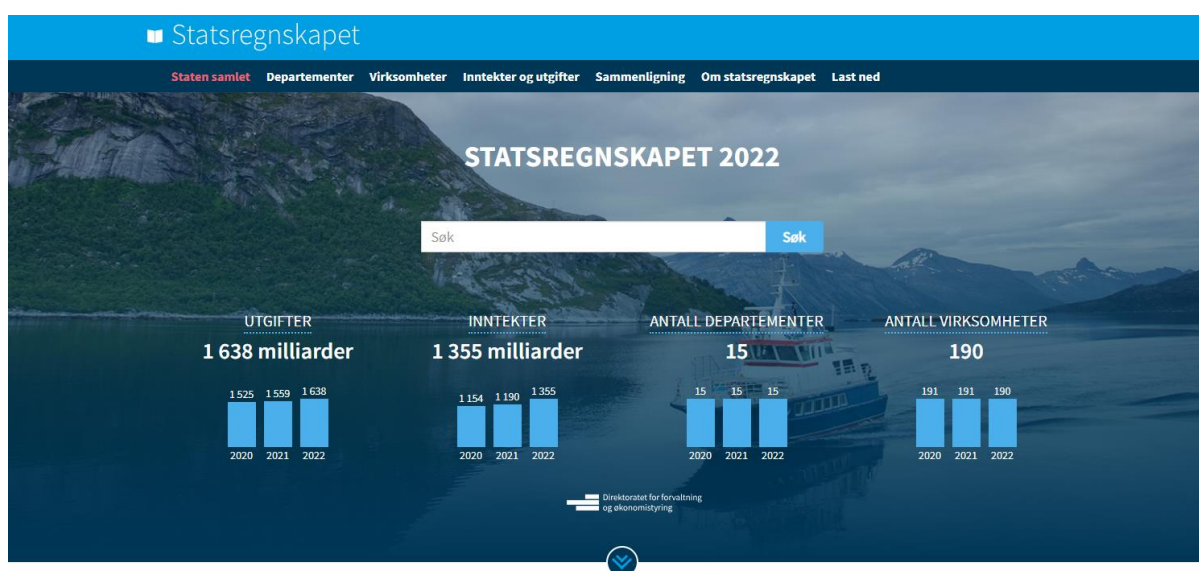 Statsregnskapet
Staten samlet Departementer Virksomheter Inntekter og utgifter Sammenligning Om statsregnskapet Last ned
STATSREGNSKAPET 2022
Søk Søk
UTGIFTER INNTEKTER ANTALL DEPARTEMENTER ANTALL VIRKSOMHETER
1 638 milliarder 1 355 milliarder 15 190
1 525 1 559 1 638 1 154 1 190 1 355 15 15 15 191 191 190
2020 2021 2022 2020 2021 2022 2020 2021 2022 2020 2021 2022
Direktoratet for forvaltning
og økonomistyring